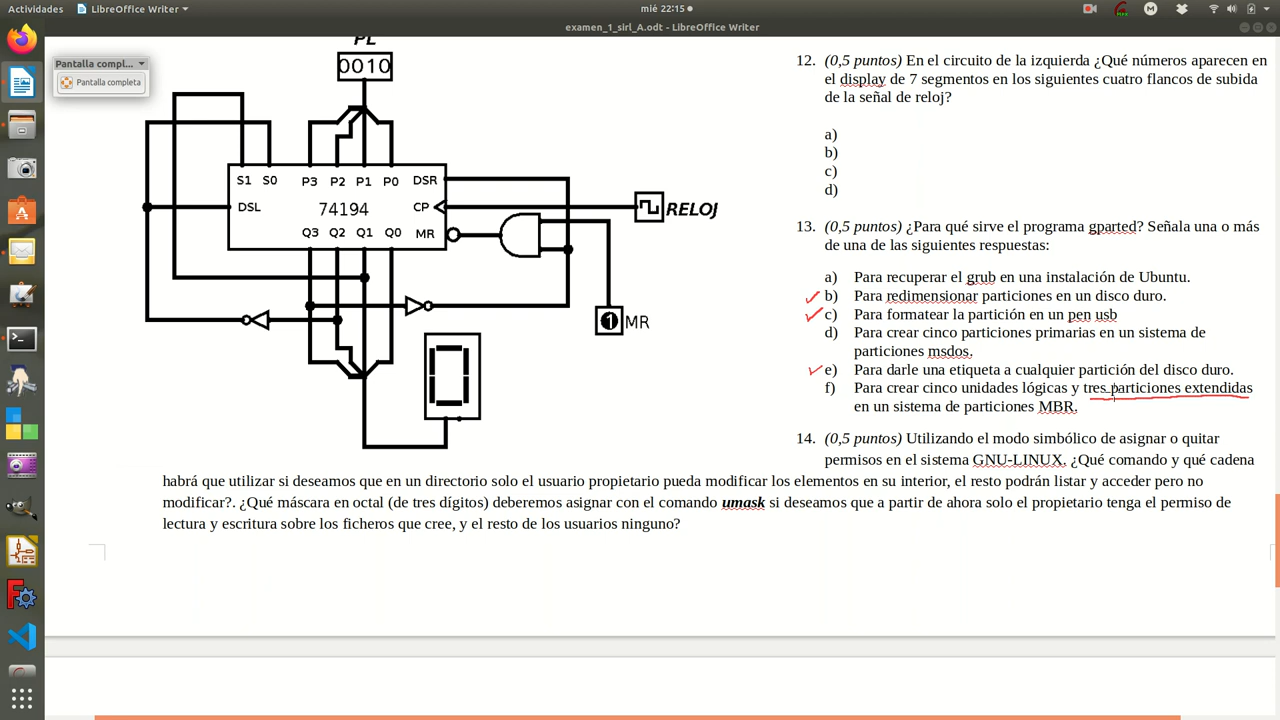 Actividades
LibreOffice Writer
mié 22:15
examen_1_sirl_A.odt - LibreOffice Writer
Pantalla compl...
Pantalla completa
PL
0010
S1 S0 P3 P2 P1 P0 DSR
DSL 74194 CP
Q3 Q2 Q1 Q0 MR
RELOJ
1 MR
12. (0,5 puntos) En el circuito de la izquierda ¿Qué números aparecen en
el display de 7 segmentos en los siguientes cuatro flancos de subida
de la señal de reloj?
a)
b)
c)
d)
13. (0,5 puntos) ¿Para qué sirve el programa gparted? Señala una o más
de una de las siguientes respuestas:
a) Para recuperar el grub en una instalación de Ubuntu.
b) Para redimensionar particiones en un disco duro.
c) Para formatear la partición en un pen usb
d) Para crear cinco particiones primarias en un sistema de
particiones msdos.
e) Para darle una etiqueta a cualquier partición del disco duro.
f) Para crear cinco unidades lógicas y tres particiones extendidas
en un sistema de particiones MBR.
14. (0,5 puntos) Utilizando el modo simbólico de asignar o quitar
permisos en el sistema GNU-LINUX, ¿Qué comando y qué cadena
habrá que utilizar si deseamos que en un directorio solo el usuario propietario pueda modificar los elementos en su interior, el resto podrán listar y acceder pero no
modificar?. ¿Qué máscara en octal (de tres dígitos) deberemos asignar con el comando umask si deseamos que a partir de ahora solo el propietario tenga el permiso de
lectura y escritura sobre los ficheros que cree, y el resto de los usuarios ninguno?